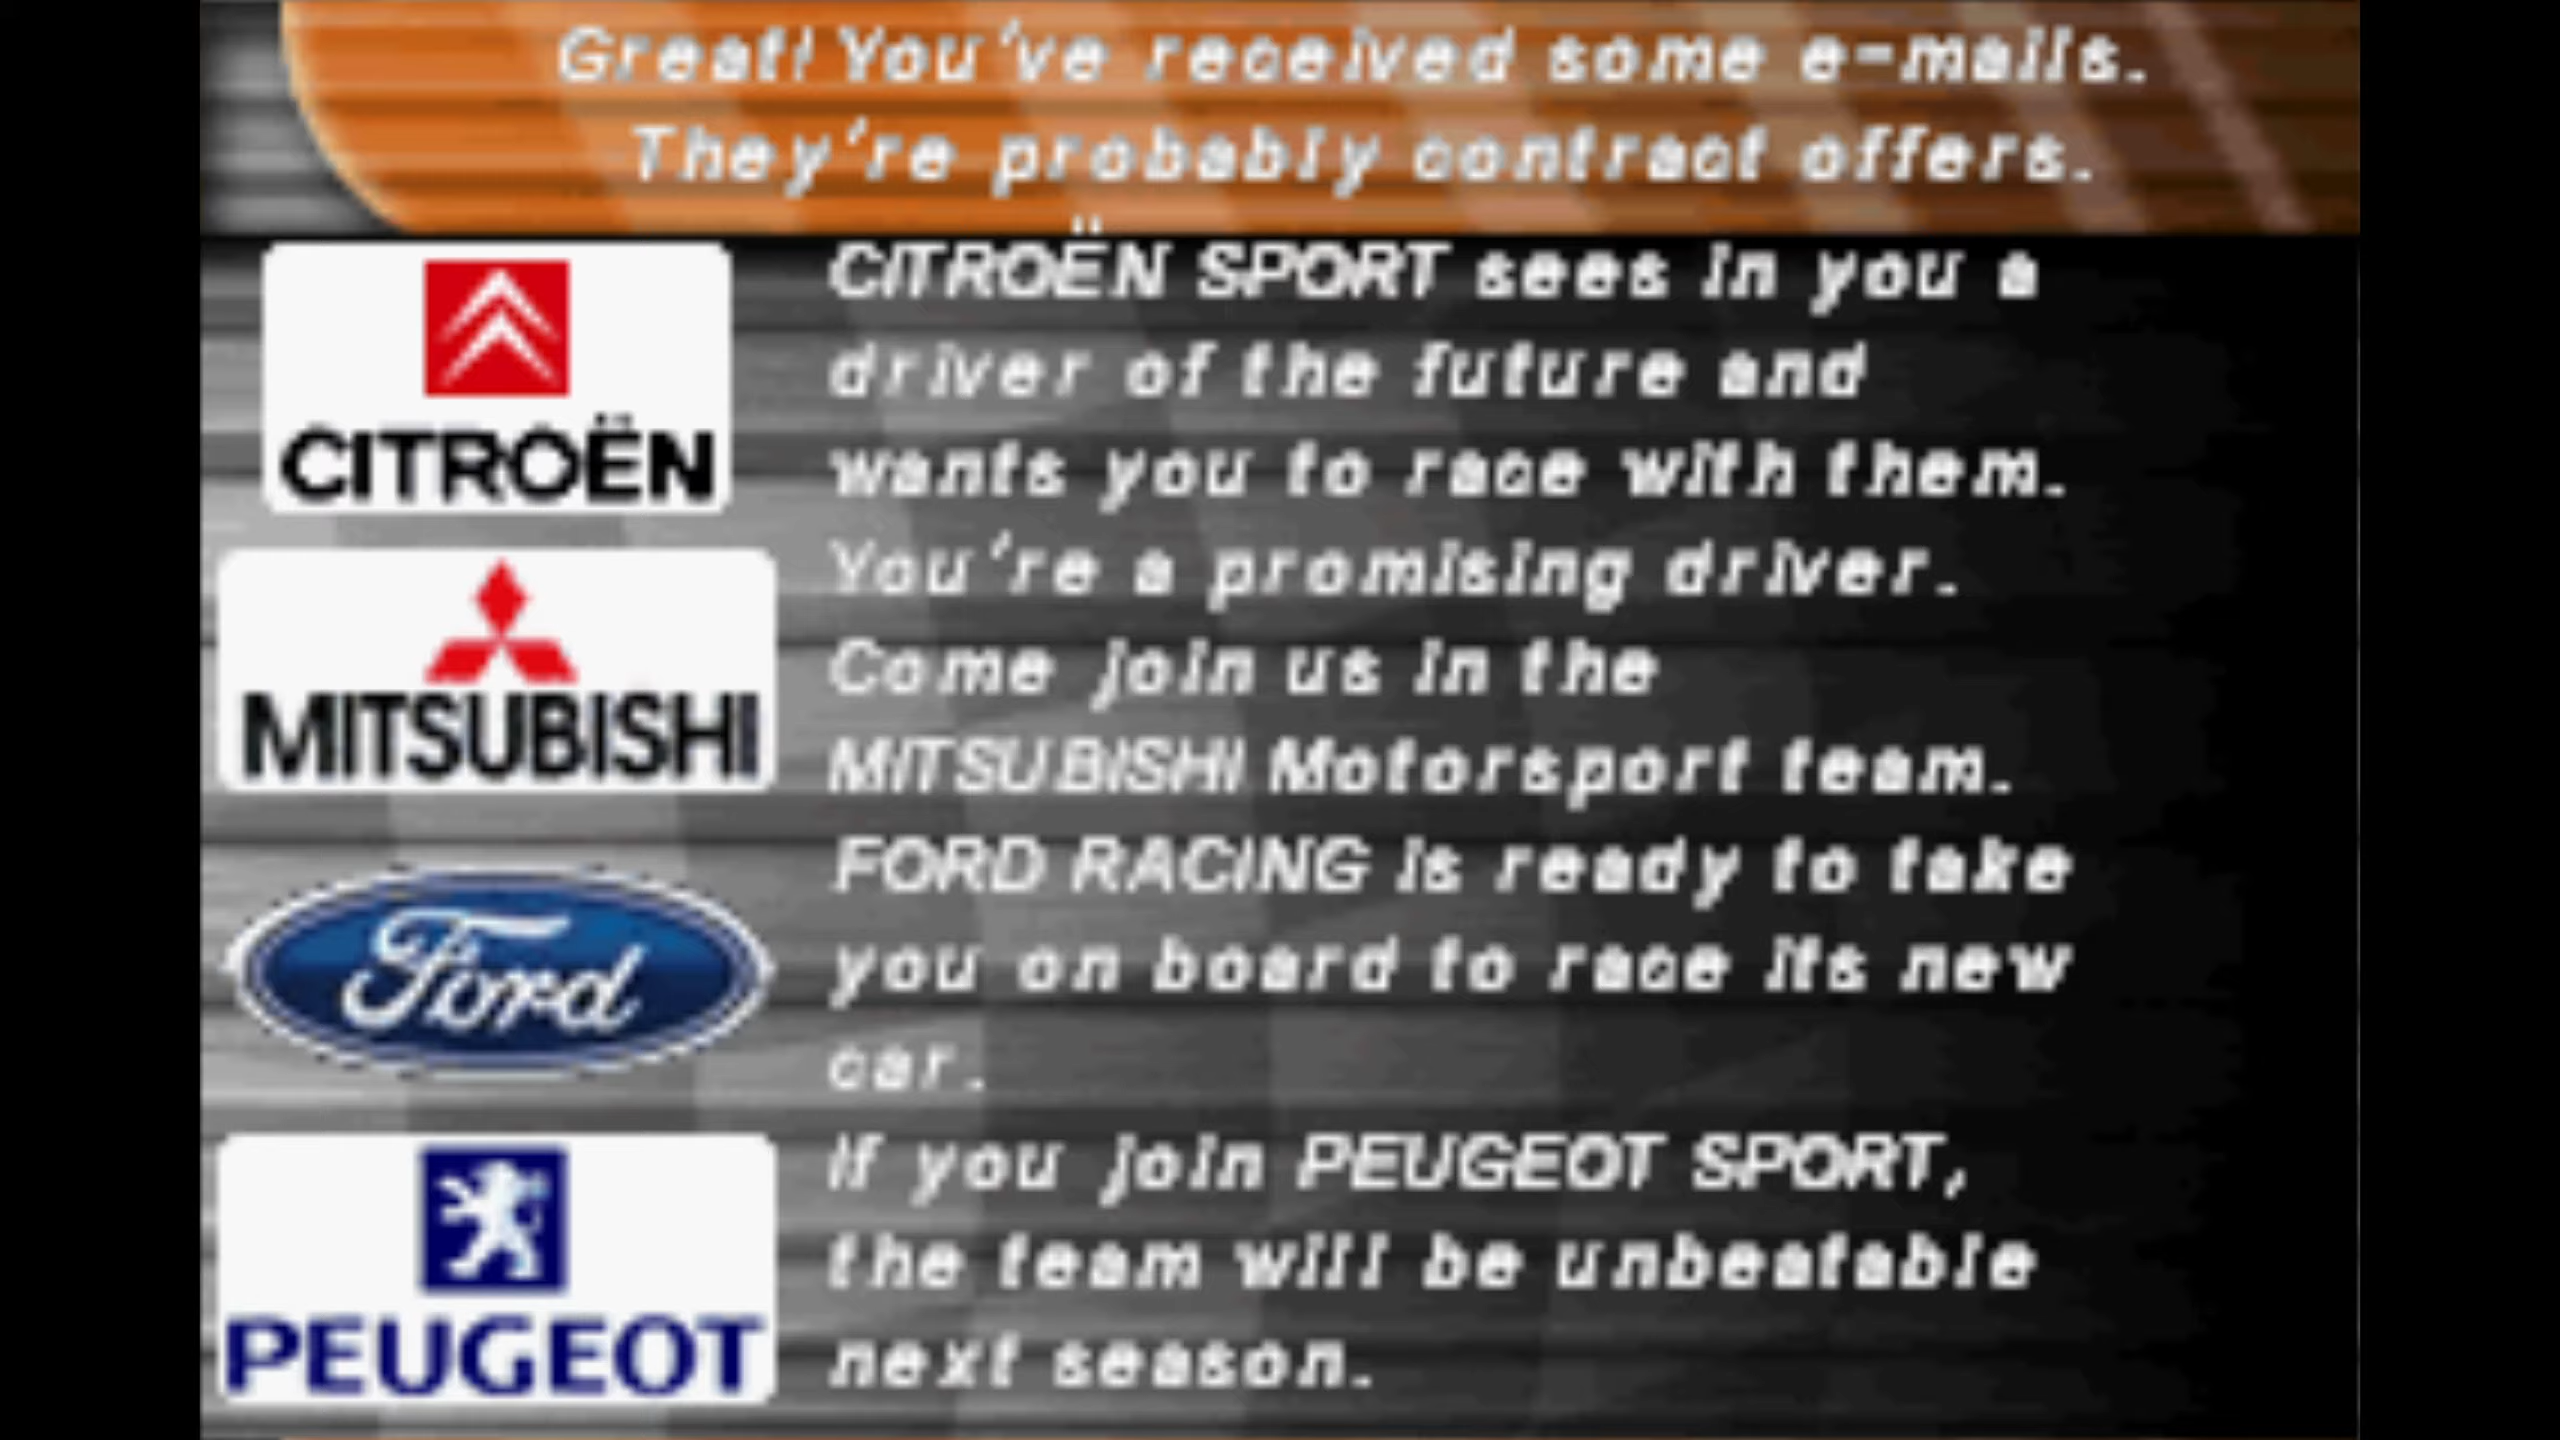 Great! You've received some e-mails.
They're probably contract offers.
CITROËN
CITROËN SPORT sees in you a
driver of the future and
wants you to race with them.
MITSUBISHI
You're a promising driver.
Come join us in the
MITSUBISHI Motorsport team.
Ford
FORD RACING is ready to take
you on board to race its new
car.
PEUGEOT
If you join PEUGEOT SPORT,
the team will be unbeatable
next season.